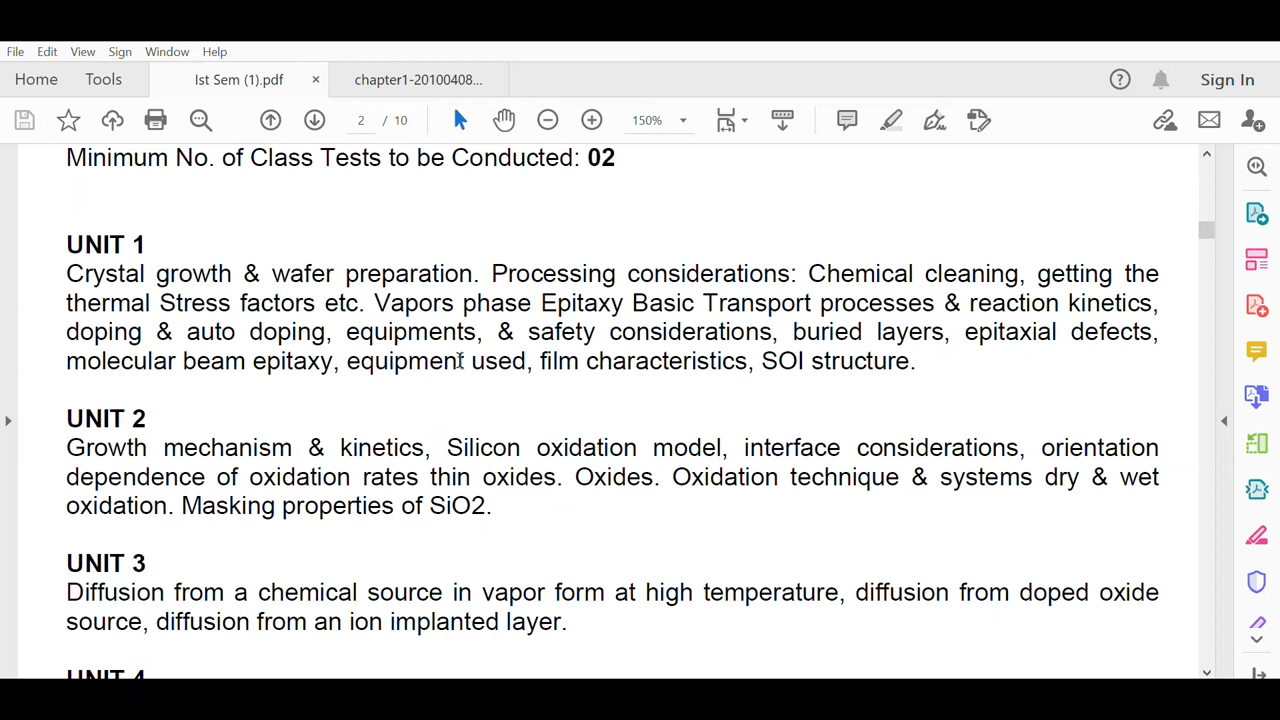 File Edit View Sign Window Help
Home Tools Ist Sem (1).pdf × chapter1-20100408... Sign In
2 / 10 150%
Minimum No. of Class Tests to be Conducted: 02
UNIT 1
Crystal growth & wafer preparation. Processing considerations: Chemical cleaning, getting the
thermal Stress factors etc. Vapors phase Epitaxy Basic Transport processes & reaction kinetics,
doping & auto doping, equipments, & safety considerations, buried layers, epitaxial defects,
molecular beam epitaxy, equipment used, film characteristics, SOI structure.
UNIT 2
Growth mechanism & kinetics, Silicon oxidation model, interface considerations, orientation
dependence of oxidation rates thin oxides. Oxides. Oxidation technique & systems dry & wet
oxidation. Masking properties of SiO2.
UNIT 3
Diffusion from a chemical source in vapor form at high temperature, diffusion from doped oxide
source, diffusion from an ion implanted layer.
UNIT 4